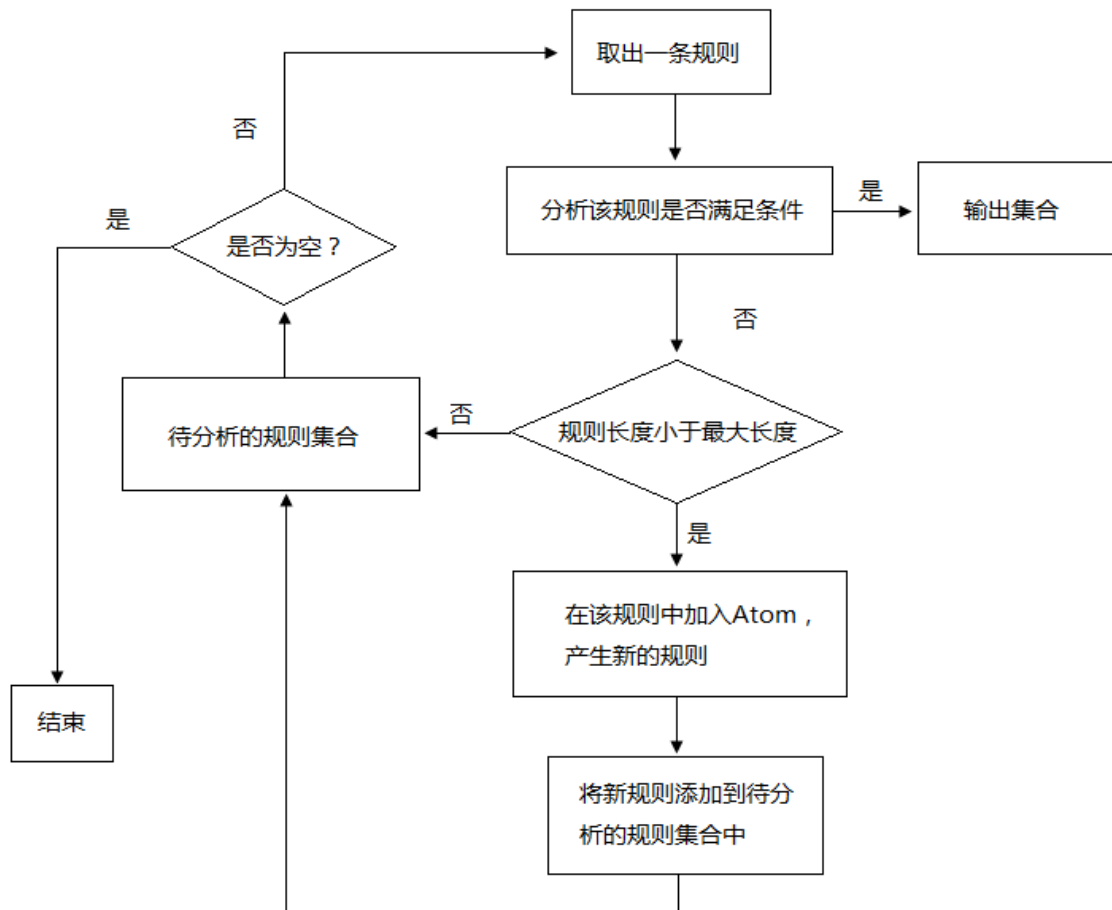 取出一条规则
否
分析该规则是否满足条件
是
输出集合
是
是否为空？
否
待分析的规则集合
否
规则长度小于最大长度
是
在该规则中加入Atom，
产生新的规则
结束
将新规则添加到待分
析的规则集合中